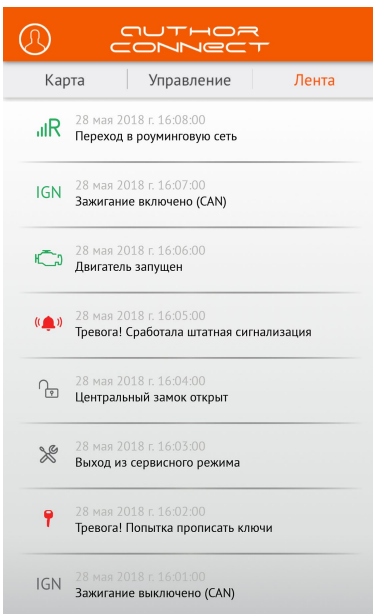 AUTHOR
CONNECT
Карта Управление Лента
28 мая 2018 г. 16:08:00
R Переход в роуминговую сеть
28 мая 2018 г. 16:07:00
IGN Зажигание включено (CAN)
28 мая 2018 г. 16:06:00
Двигатель запущен
28 мая 2018 г. 16:05:00
Тревога! Сработала штатная сигнализация
28 мая 2018 г. 16:04:00
Центральный замок открыт
28 мая 2018 г. 16:03:00
Выход из сервисного режима
28 мая 2018 г. 16:02:00
Тревога! Попытка прописать ключи
28 мая 2018 г. 16:01:00
IGN Зажигание выключено (CAN)